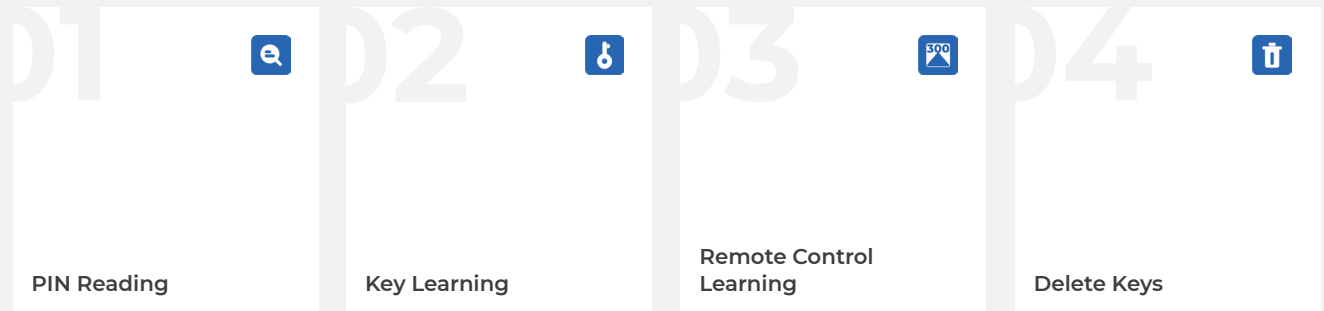 01
02
03
04
300
PIN Reading
Key Learning
Remote Control
Learning
Delete Keys